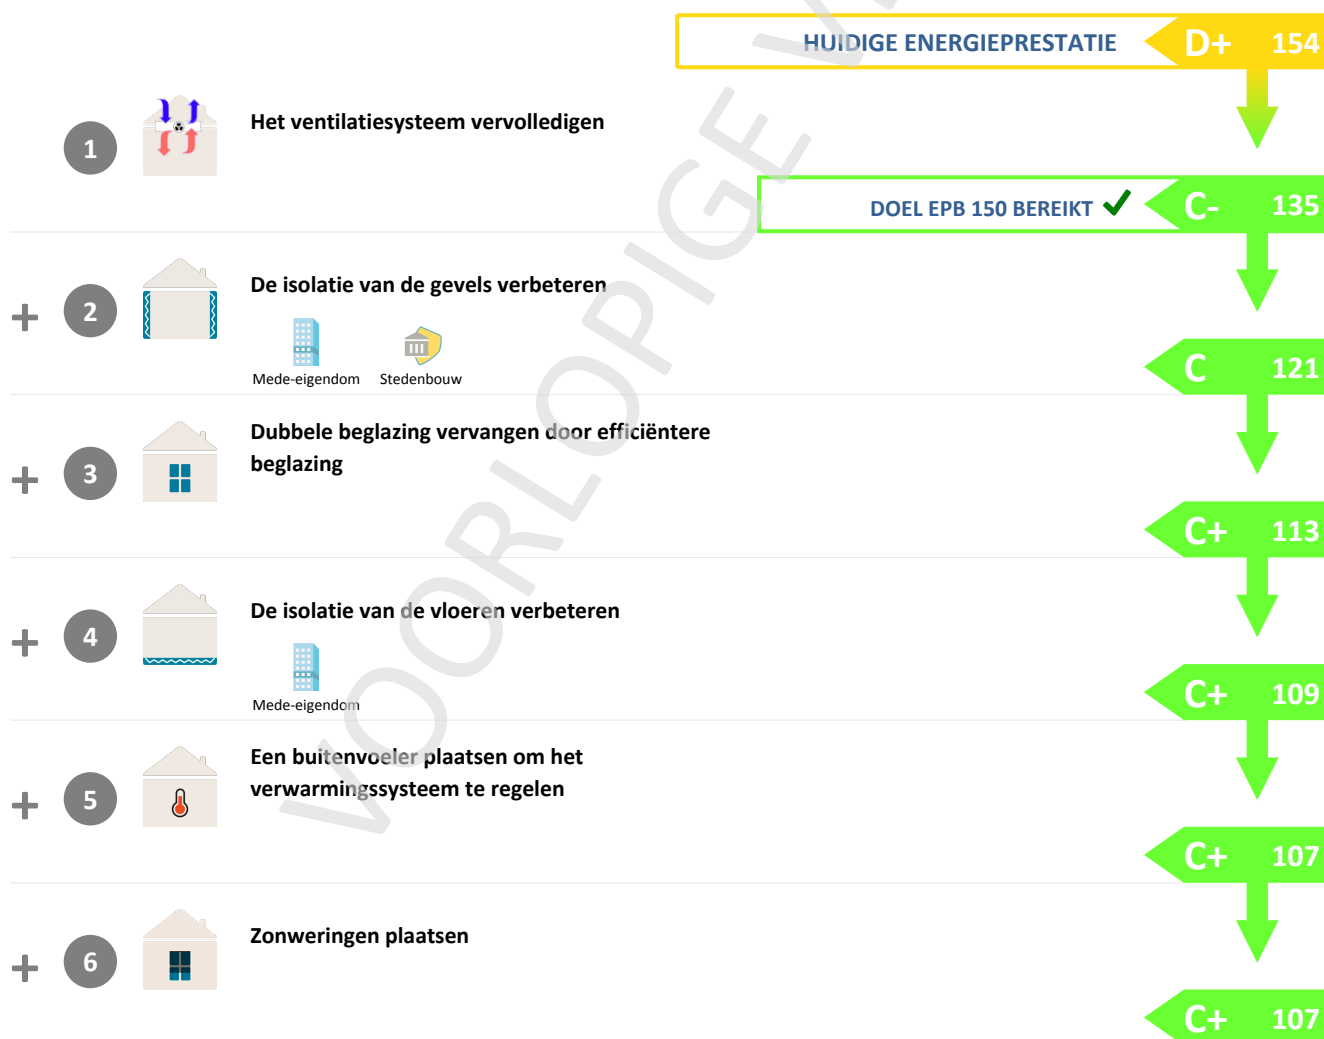 HUIDIGE ENERGIEPRESTATIE D+ 154
1 Het ventilatiesysteem vervolledigen
DOEL EPB 150 BEREIKT ✔ C- 135
+ 2 De isolatie van de gevels verbeteren
Mede-eigendom Stedenbouw
C 121
+ 3 Dubbele beglazing vervangen door efficiëntere
beglazing
C+ 113
+ 4 De isolatie van de vloeren verbeteren
Mede-eigendom
C+ 109
+ 5 Een buitenvoeler plaatsen om het
verwarmingssysteem te regelen
C+ 107
+ 6 Zonweringen plaatsen
C+ 107
VOORLOPIGE